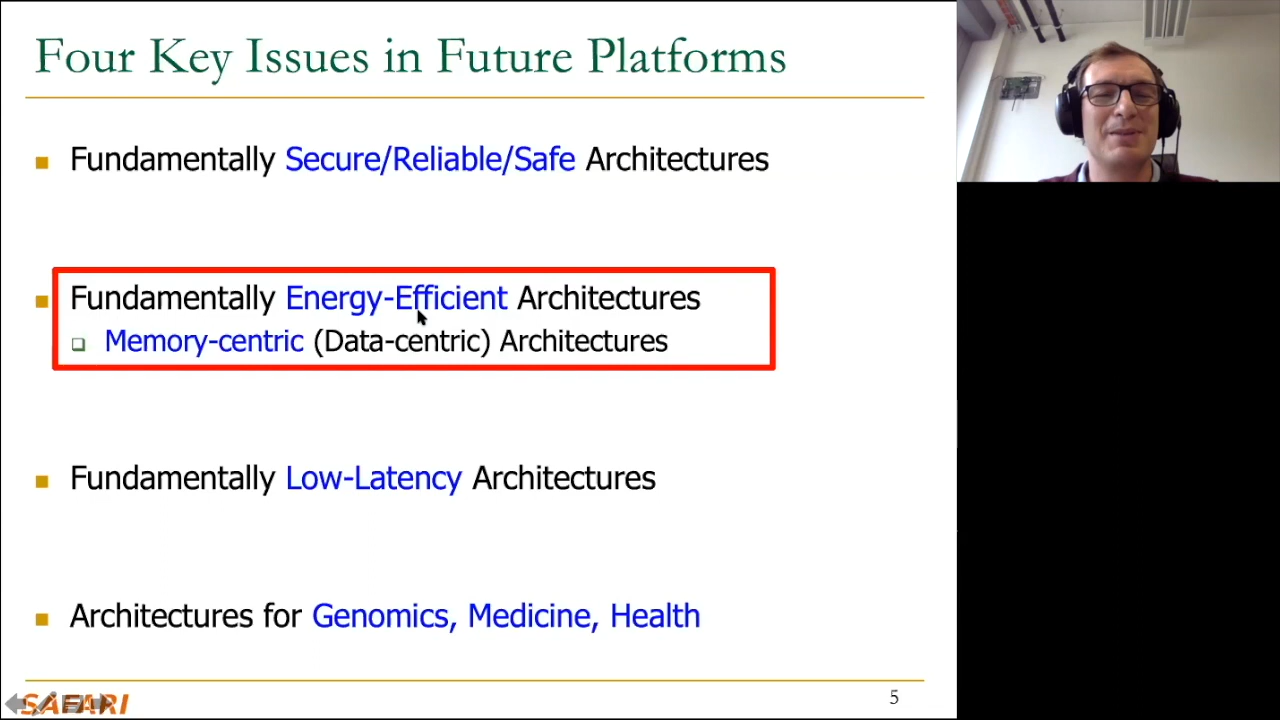 Four Key Issues in Future Platforms
Fundamentally Secure/Reliable/Safe Architectures
Fundamentally Energy-Efficient Architectures
Memory-centric (Data-centric) Architectures
Fundamentally Low-Latency Architectures
Architectures for Genomics, Medicine, Health
SAFARI
5